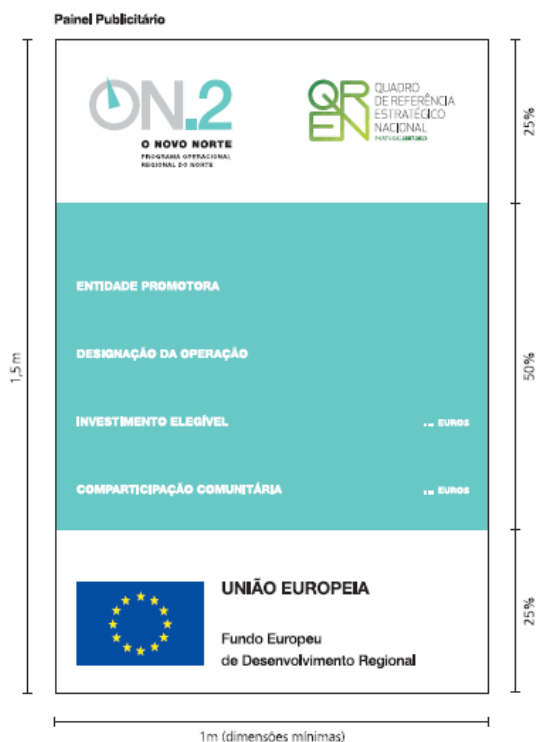 Painel Publicitário
ON.2
O NOVO NORTE
PROGRAMA OPERACIONAL
REGIONAL DO NORTE
QREN
QUADRO
DE REFERÊNCIA
ESTRATÉGICO
NACIONAL
PORTUGAL2007.2013
25%
ENTIDADE PROMOTORA
DESIGNAÇÃO DA OPERAÇÃO
1,5 m
50%
INVESTIMENTO ELEGÍVEL ... EUROS
COMPARTICIPAÇÃO COMUNITÁRIA ... EUROS
UNIÃO EUROPEIA
25%
Fundo Europeu
de Desenvolvimento Regional
1m (dimensões mínimas)